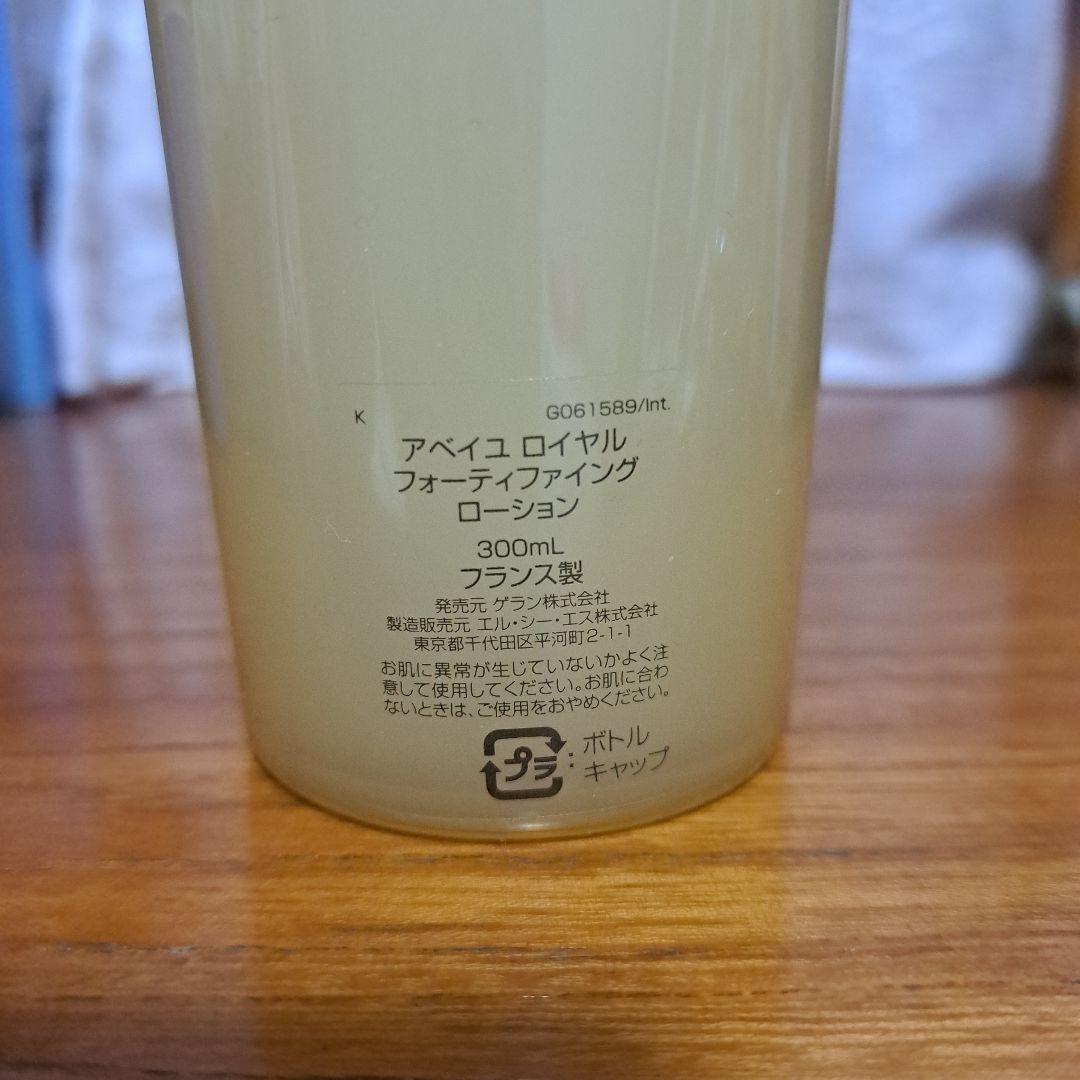 K G061589/Int.
アベイユ ロイヤル
フォーティファイング
ローション
300mL
フランス製
発売元 ゲラン株式会社
製造販売元 エル・シー・エス株式会社
東京都千代田区平河町2-1-1
お肌に異常が生じていないかよく注
意して使用してください。お肌に合わ
ないときは、ご使用をおやめください。
プラ : ボトル
キャップ